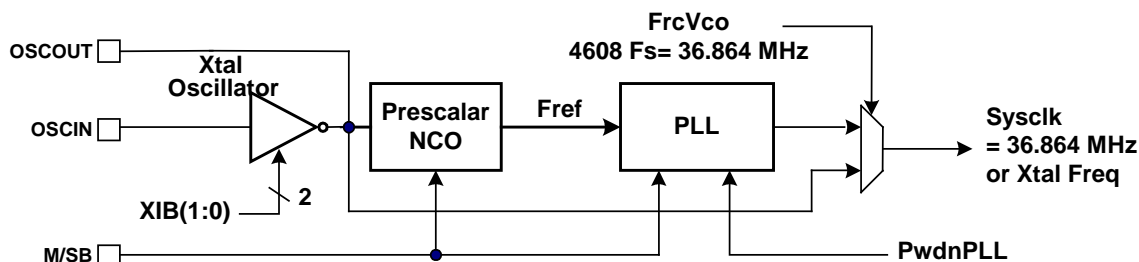 FrcVco
4608 Fs= 36.864 MHz
OSCOUT
Xtal
Oscillator
OSCIN
Prescalar
NCO
Fref
PLL
Sysclk
= 36.864 MHz
or Xtal Freq
2
XIB(1:0)
M/SB
PwdnPLL